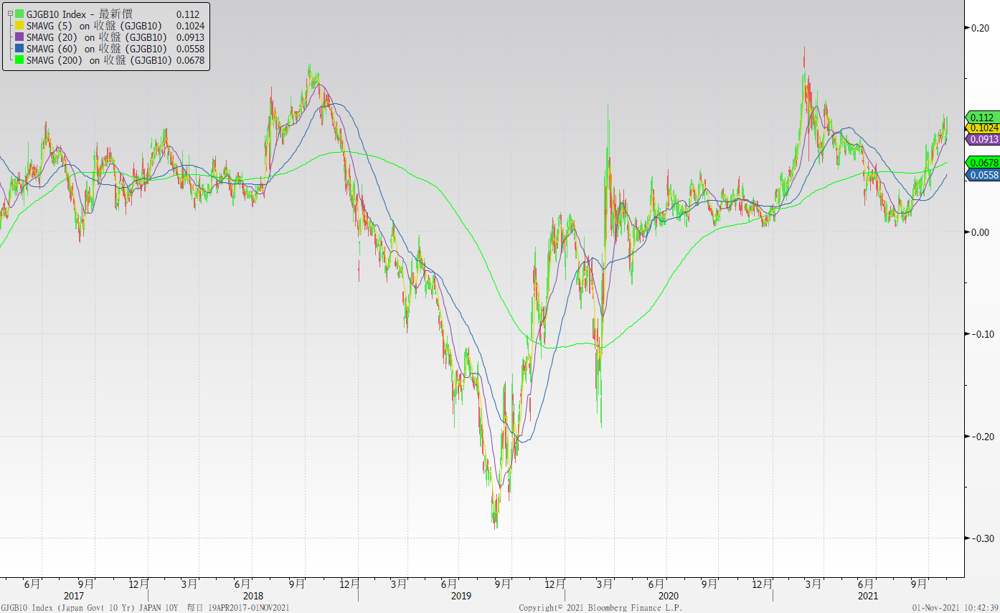 GJGB10 Index - 最新價 0.112
SMAVG (5) on 收盤 (GJGB10) 0.1024
SMAVG (20) on 收盤 (GJGB10) 0.0913
SMAVG (60) on 收盤 (GJGB10) 0.0558
SMAVG (200) on 收盤 (GJGB10) 0.0678
0.20
0.112
0.1024
0.0913
0.0678
0.0558
0.00
-0.10
-0.20
-0.30
6月 9月 12月 3月 6月 9月 12月 3月 6月 9月 12月 3月 6月 9月 12月 3月 6月 9月
2017 2018 2019 2020 2021
GJGB10 Index (Japan Govt 10 Yr) JAPAN 10Y 每日 19APR2017-01NOV2021 Copyright© 2021 Bloomberg Finance L.P. 01-Nov-2021 10:42:39